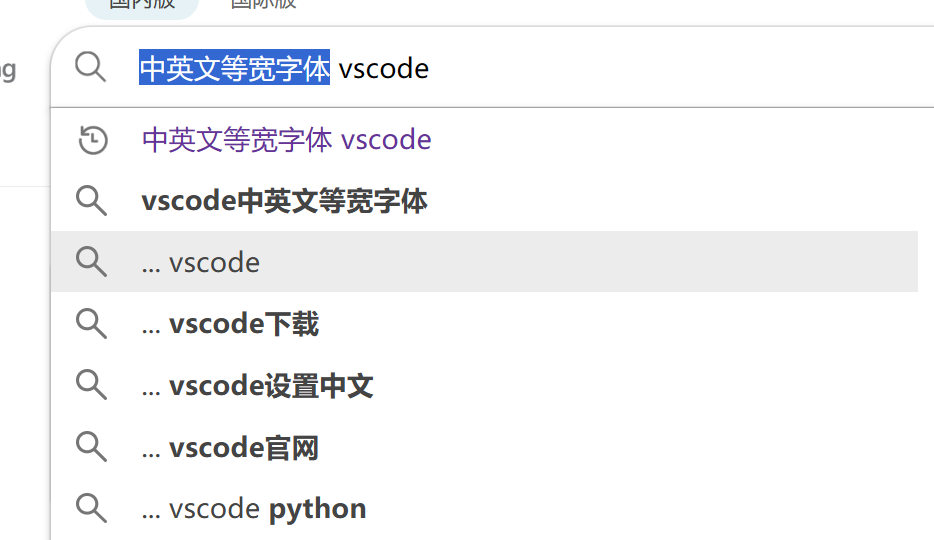 国内版 国际版
中英文等宽字体 vscode
中英文等宽字体 vscode
vscode中英文等宽字体
... vscode
... vscode下载
... vscode设置中文
... vscode官网
... vscode python